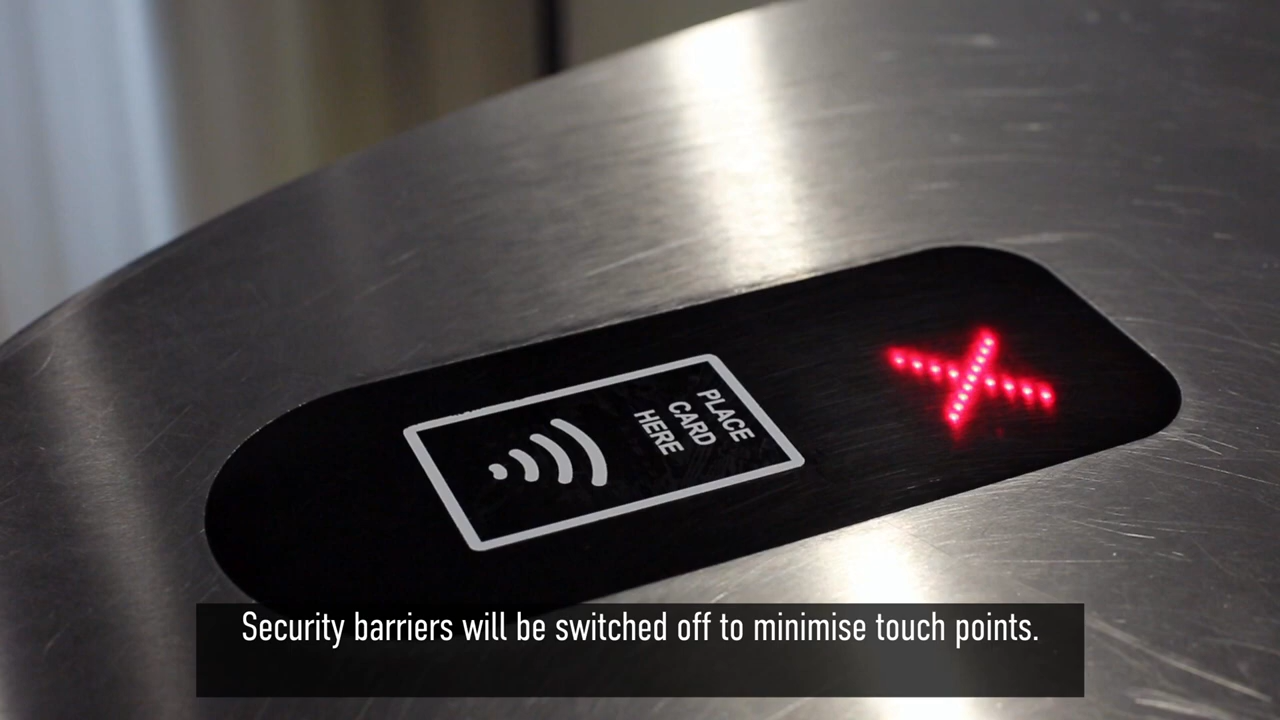 PLACE
CARD
HERE
Security barriers will be switched off to minimise touch points.